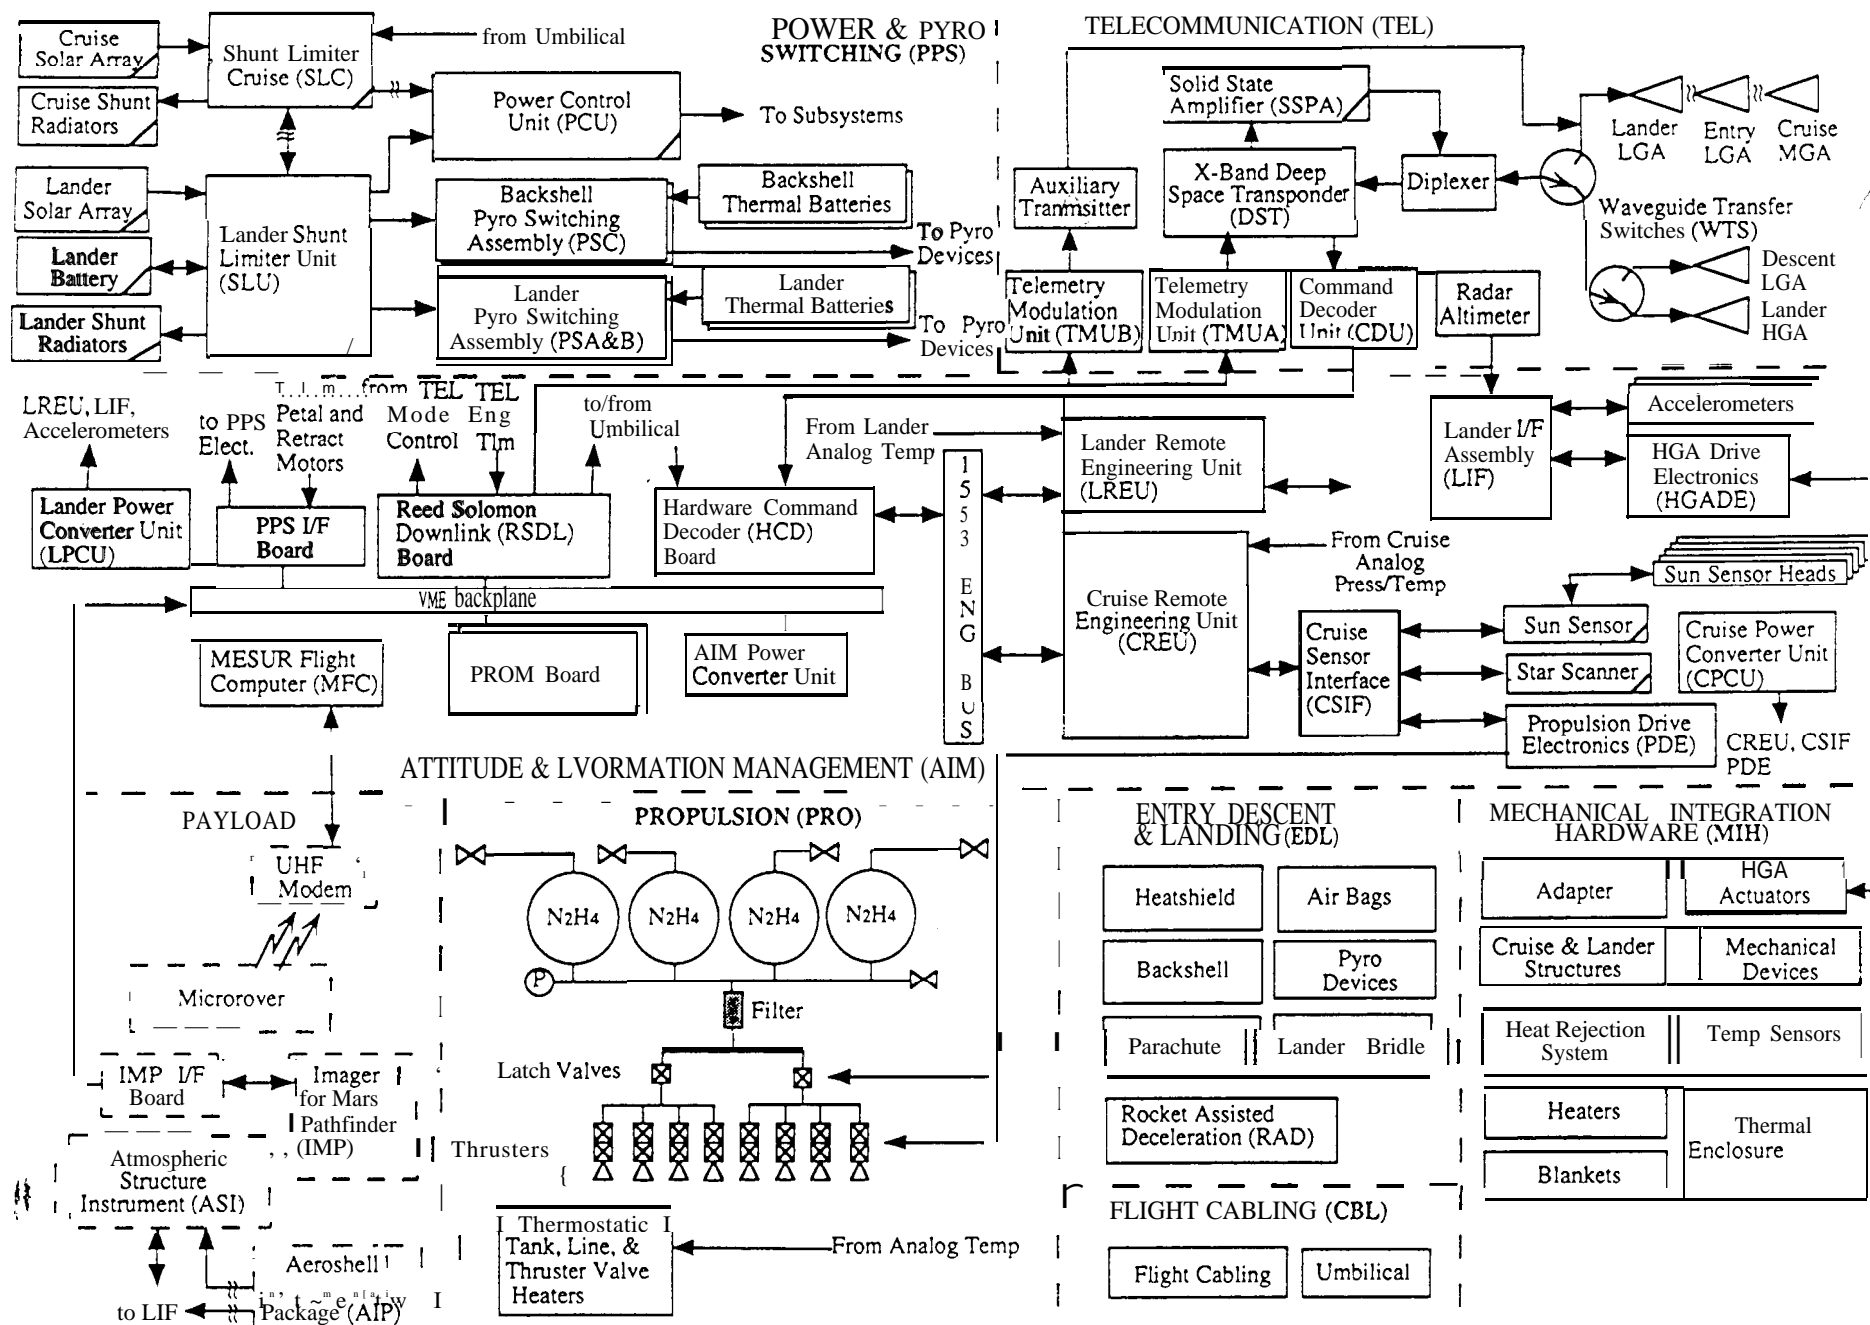 POWER & PYRO
SWITCHING (PPS)
Cruise
Solar Array
Shunt Limiter
Cruise (SLC)
from Umbilical
Cruise Shunt
Radiators
Power Control
Unit (PCU)
To Subsystems
Lander
Solar Array
Lander Shunt
Limiter Unit
(SLU)
Backshell
Pyro Switching
Assembly (PSC)
Backshell
Thermal Batteries
To Pyro
Devices
Lander
Battery
Lander
Pyro Switching
Assembly (PSA&B)
Lander
Thermal Batteries
To Pyro
Devices
Lander Shunt
Radiators
TELECOMMUNICATION (TEL)
Solid State
Amplifier (SSPA)
Lander
LGA
Entry
LGA
Cruise
MGA
Auxiliary
Tranmsitter
X-Band Deep
Space Transponder
(DST)
Diplexer
Waveguide Transfer
Switches (WTS)
Telemetry
Modulation
Unit (TMUB)
Telemetry
Modulation
Unit (TMUA)
Command
Decoder
Unit (CDU)
Radar
Altimeter
Descent
LGA
Lander
HGA
LREU, LIF,
Accelerometers
to PPS
Elect.
Petal and
Retract
Motors
from TEL
Mode
Control
TEL
Eng
Tlm
to/from
Umbilical
From Lander
Analog Temp
Lander Power
Converter Unit
(LPCU)
PPS I/F
Board
Reed Solomon
Downlink (RSDL)
Board
Hardware Command
Decoder (HCD)
Board
1553 ENG BUS
Lander Remote
Engineering Unit
(LREU)
Lander I/F
Assembly
(LIF)
Accelerometers
HGA Drive
Electronics
(HGADE)
From Cruise
Analog
Press/Temp
Sun Sensor Heads
VME backplane
Cruise Remote
Engineering Unit
(CREU)
Cruise
Sensor
Interface
(CSIF)
Sun Sensor
Star Scanner
Propulsion Drive
Electronics (PDE)
Cruise Power
Converter Unit
(CPCU)
CREU, CSIF
PDE
MESUR Flight
Computer (MFC)
PROM Board
AIM Power
Converter Unit
ATTITUDE & LVORMATION MANAGEMENT (AIM)
PAYLOAD
UHF
Modem
Microrover
IMP I/F
Board
Imager
for Mars
Pathfinder
(IMP)
Atmospheric
Structure
Instrument (ASI)
Aeroshell
Package (AIP)
to LIF
PROPULSION (PRO)
N2H4
N2H4
N2H4
N2H4
P
Filter
Latch Valves
Thrusters
{
Thermostatic
Tank, Line, &
Thruster Valve
Heaters
From Analog Temp
ENTRY DESCENT
& LANDING (EDL)
Heatshield
Air Bags
Backshell
Pyro
Devices
Parachute
Lander Bridle
Rocket Assisted
Deceleration (RAD)
FLIGHT CABLING (CBL)
Flight Cabling
Umbilical
MECHANICAL INTEGRATION
HARDWARE (MIH)
Adapter
HGA
Actuators
Cruise & Lander
Structures
Mechanical
Devices
Heat Rejection
System
Temp Sensors
Heaters
Blankets
Thermal
Enclosure